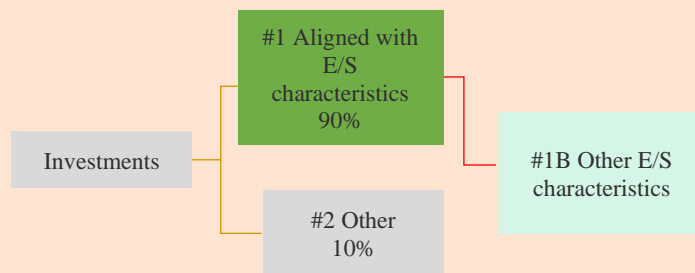 #1 Aligned with
E/S
characteristics
90%
Investments
#1B Other E/S
characteristics
#2 Other
10%